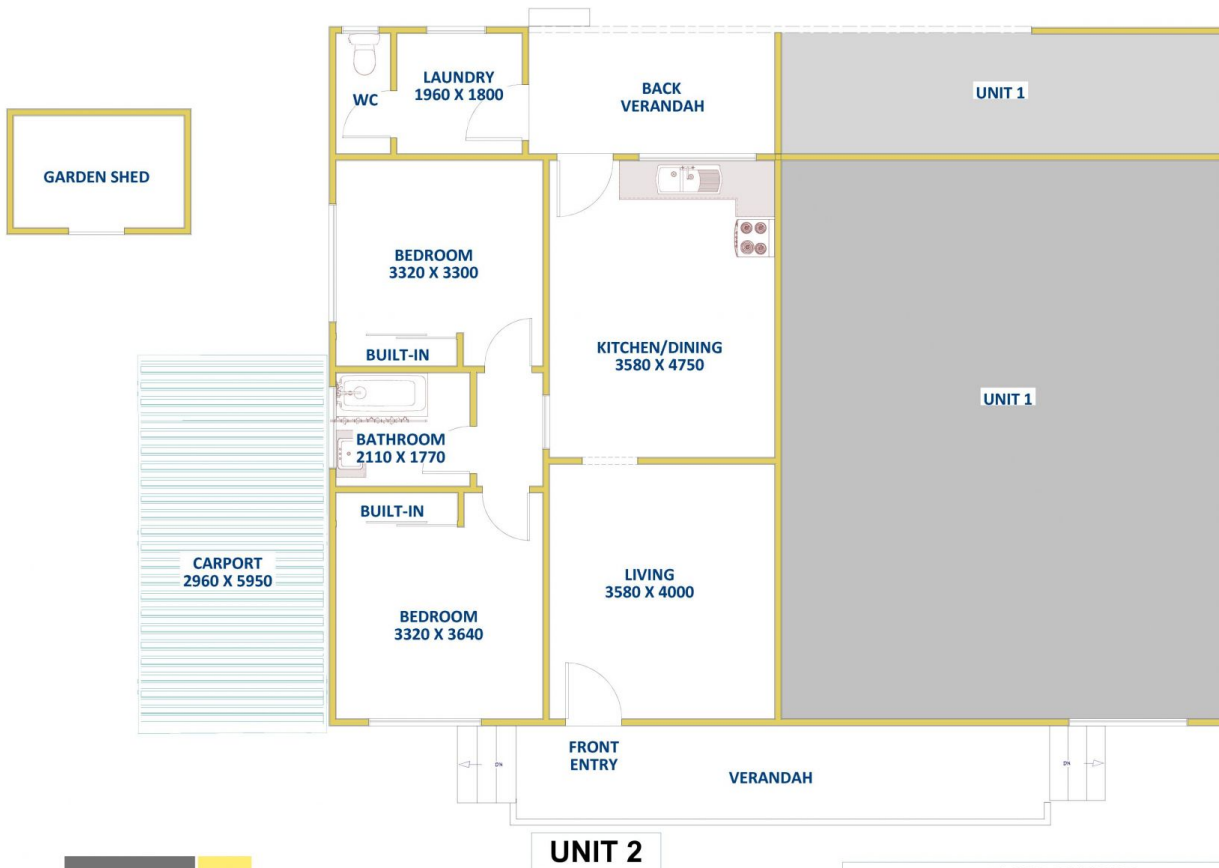 WC
LAUNDRY
1960 X 1800
BACK
VERANDAH
UNIT 1
GARDEN SHED
BEDROOM
3320 X 3300
BUILT-IN
KITCHEN/DINING
3580 X 4750
UNIT 1
BATHROOM
2110 X 1770
BUILT-IN
CARPORT
2960 X 5950
LIVING
3580 X 4000
BEDROOM
3320 X 3640
FRONT
ENTRY
DN
VERANDAH
DN
UNIT 2